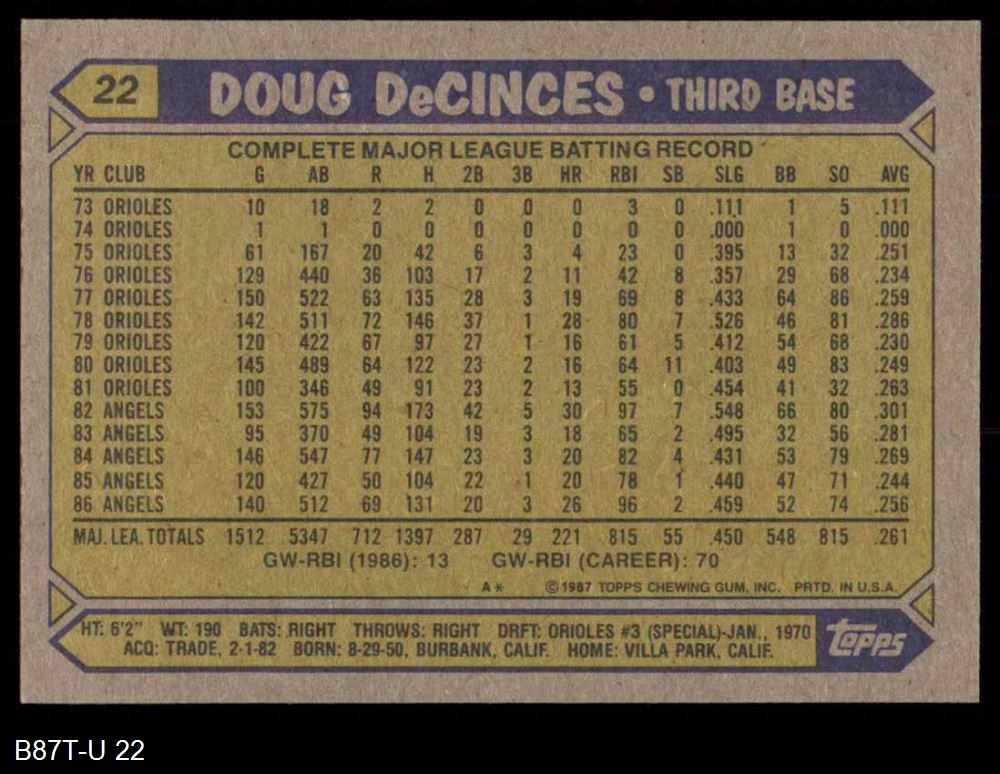 22 DOUG DeCINCES • THIRD BASE
COMPLETE MAJOR LEAGUE BATTING RECORD
YR CLUB G AB R H 2B 3B HR RBI SB SLG BB SO AVG
73 ORIOLES 10 18 2 2 0 0 0 3 0 .111 1 5 .111
74 ORIOLES 1 1 0 0 0 0 0 0 0 .000 1 0 .000
75 ORIOLES 61 167 20 42 6 3 4 23 0 .395 13 32 .251
76 ORIOLES 129 440 36 103 17 2 11 42 8 .357 29 68 .234
77 ORIOLES 150 522 63 135 28 3 19 69 8 .433 64 86 .259
78 ORIOLES 142 511 72 146 37 1 28 80 7 .526 46 81 .286
79 ORIOLES 120 422 67 97 27 1 16 61 5 .412 54 68 .230
80 ORIOLES 145 489 64 122 23 2 16 64 11 .403 49 83 .249
81 ORIOLES 100 346 49 91 23 2 13 55 0 .454 41 32 .263
82 ANGELS 153 575 94 173 42 5 30 97 7 .548 66 80 .301
83 ANGELS 95 370 49 104 19 3 18 65 2 .495 32 56 .281
84 ANGELS 146 547 77 147 23 3 20 82 4 .431 53 79 .269
85 ANGELS 120 427 50 104 22 1 20 78 1 .440 47 71 .244
86 ANGELS 140 512 69 131 20 3 26 96 2 .459 52 74 .256
MAJ. LEA. TOTALS 1512 5347 712 1397 287 29 221 815 55 .450 548 815 .261
GW-RBI (1986): 13 GW-RBI (CAREER): 70
A* © 1987 TOPPS CHEWING GUM, INC. PRTD. IN U.S.A.
HT: 6'2" WT: 190 BATS: RIGHT THROWS: RIGHT DRFT: ORIOLES #3 (SPECIAL)-JAN., 1970
ACQ: TRADE, 2-1-82 BORN: 8-29-50, BURBANK, CALIF. HOME: VILLA PARK, CALIF.
topps
B87T-U 22